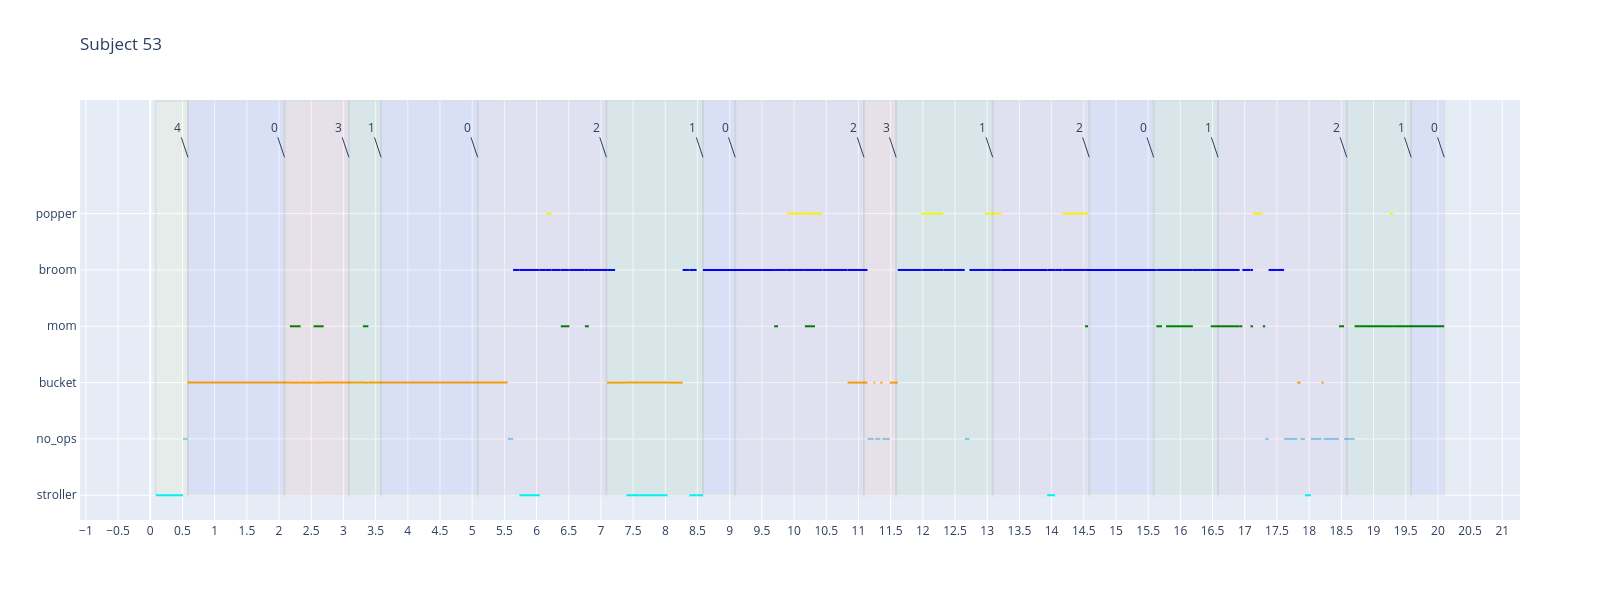 Subject 53
4 0 3 1 0 2 1 0 2 3 1 2 0 1 2 1 0
popper
broom
mom
bucket
no_ops
stroller
−1 −0.5 0 0.5 1 1.5 2 2.5 3 3.5 4 4.5 5 5.5 6 6.5 7 7.5 8 8.5 9 9.5 10 10.5 11 11.5 12 12.5 13 13.5 14 14.5 15 15.5 16 16.5 17 17.5 18 18.5 19 19.5 20 20.5 21